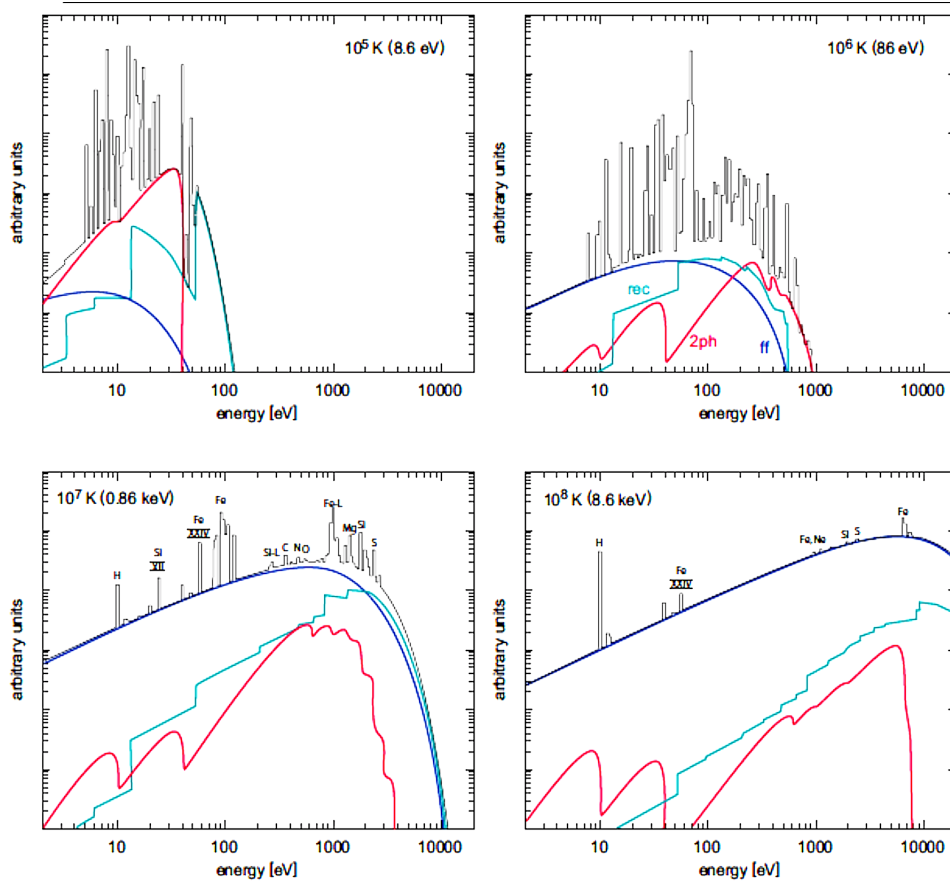 10⁵ K (8.6 eV)
arbitrary units
10 100 1000 10000
energy [eV]
10⁶ K (86 eV)
arbitrary units
rec
2ph
ff
10 100 1000 10000
energy [eV]
10⁷ K (0.86 keV)
arbitrary units
H
SI
VII
Fe
XXIV
Fe
SI-L
C
N
O
Fe-L
Mg
SI
S
10 100 1000 10000
energy [eV]
10⁸ K (8.6 keV)
arbitrary units
H
Fe
XXIV
Fe, Ne
SI
S
Fe
10 100 1000 10000
energy [eV]